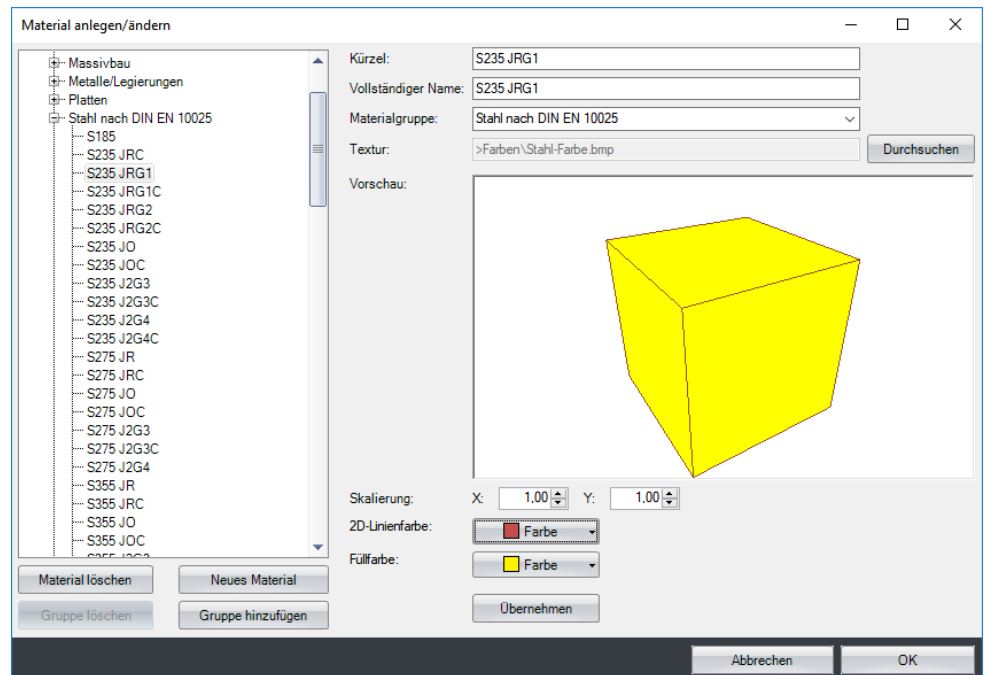 Material anlegen/ändern
Massivbau
Metalle/Legierungen
Platten
Stahl nach DIN EN 10025
S185
S235 JRC
S235 JRG1
S235 JRG1C
S235 JRG2
S235 JRG2C
S235 JO
S235 JOC
S235 J2G3
S235 J2G3C
S235 J2G4
S235 J2G4C
S275 JR
S275 JRC
S275 JO
S275 JOC
S275 J2G3
S275 J2G3C
S275 J2G4
S355 JR
S355 JRC
S355 JO
S355 JOC
Material löschen
Neues Material
Gruppe löschen
Gruppe hinzufügen
Kürzel: S235 JRG1
Vollständiger Name: S235 JRG1
Materialgruppe: Stahl nach DIN EN 10025
Textur: >Farben\Stahl-Farbe.bmp Durchsuchen
Vorschau:
Skalierung: X: 1,00 Y: 1,00
2D-Linienfarbe: Farbe
Füllfarbe: Farbe
Übernehmen
Abbrechen OK